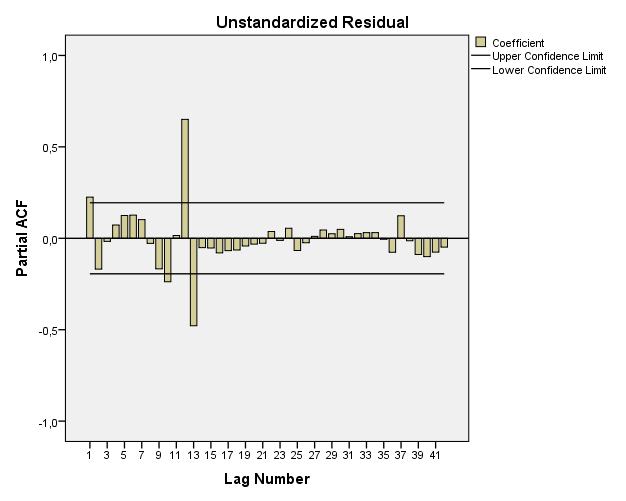 Unstandardized Residual
Coefficient
Upper Confidence Limit
Lower Confidence Limit
1,0
0,5
0,0
-0,5
-1,0
Partial ACF
1 3 5 7 9 11 13 15 17 19 21 23 25 27 29 31 33 35 37 39 41
Lag Number